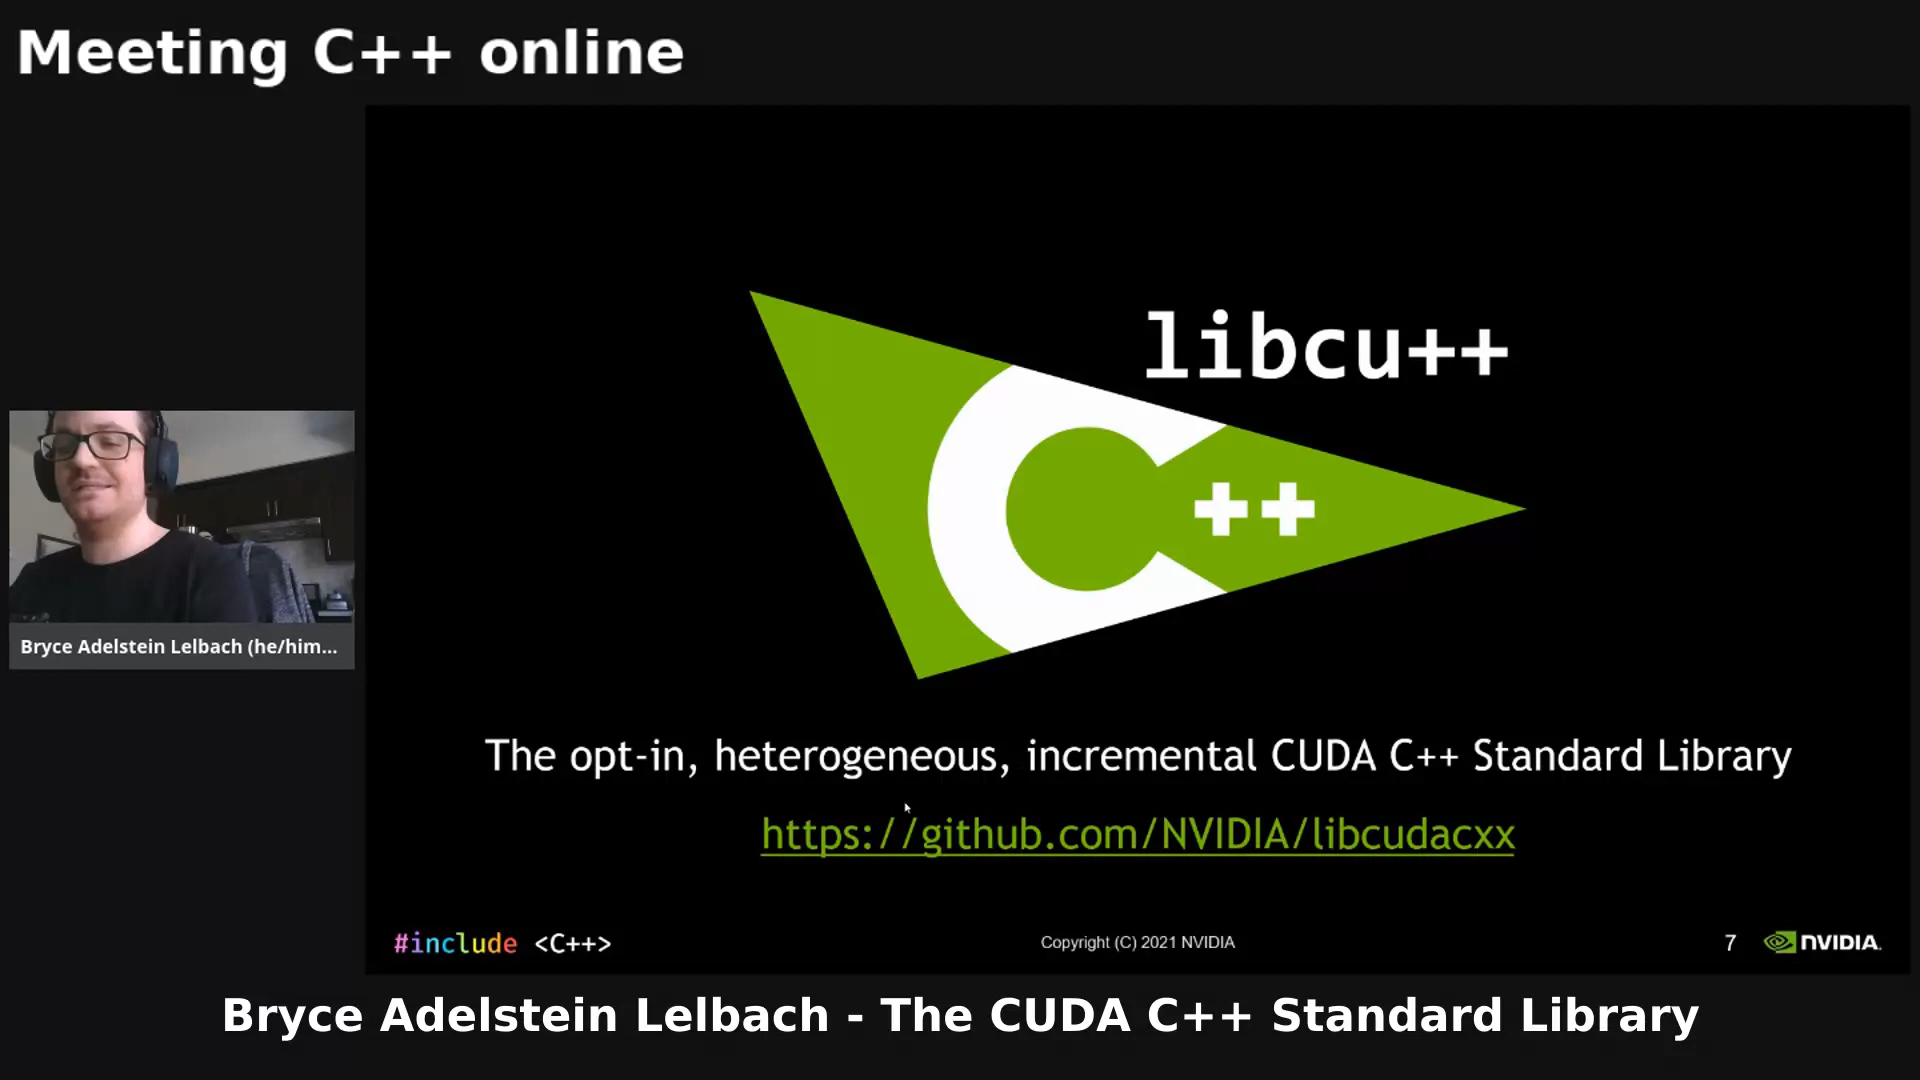 Meeting C++ online
libcu++
C++
Bryce Adelstein Lelbach (he/him...
The opt-in, heterogeneous, incremental CUDA C++ Standard Library
https://github.com/NVIDIA/libcudacxx
#include <C++>
Copyright (C) 2021 NVIDIA
7
NVIDIA.
Bryce Adelstein Lelbach - The CUDA C++ Standard Library